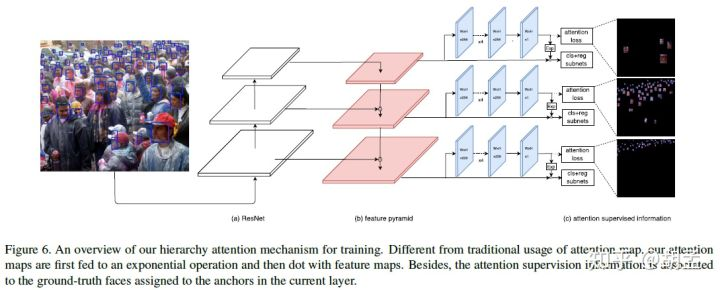 attention
loss
Exp
cls+reg
subnets
attention
loss
Exp
cls+reg
subnets
attention
loss
Exp
cls+reg
subnets
(a) ResNet
(b) feature pyramid
(c) attention supervised information
Figure 6. An overview of our hierarchy attention mechanism for training. Different from traditional usage of attention map, our attention
maps are first fed to an exponential operation and then dot with feature maps. Besides, the attention supervision information is associated
to the ground-truth faces assigned to the anchors in the current layer.
知乎